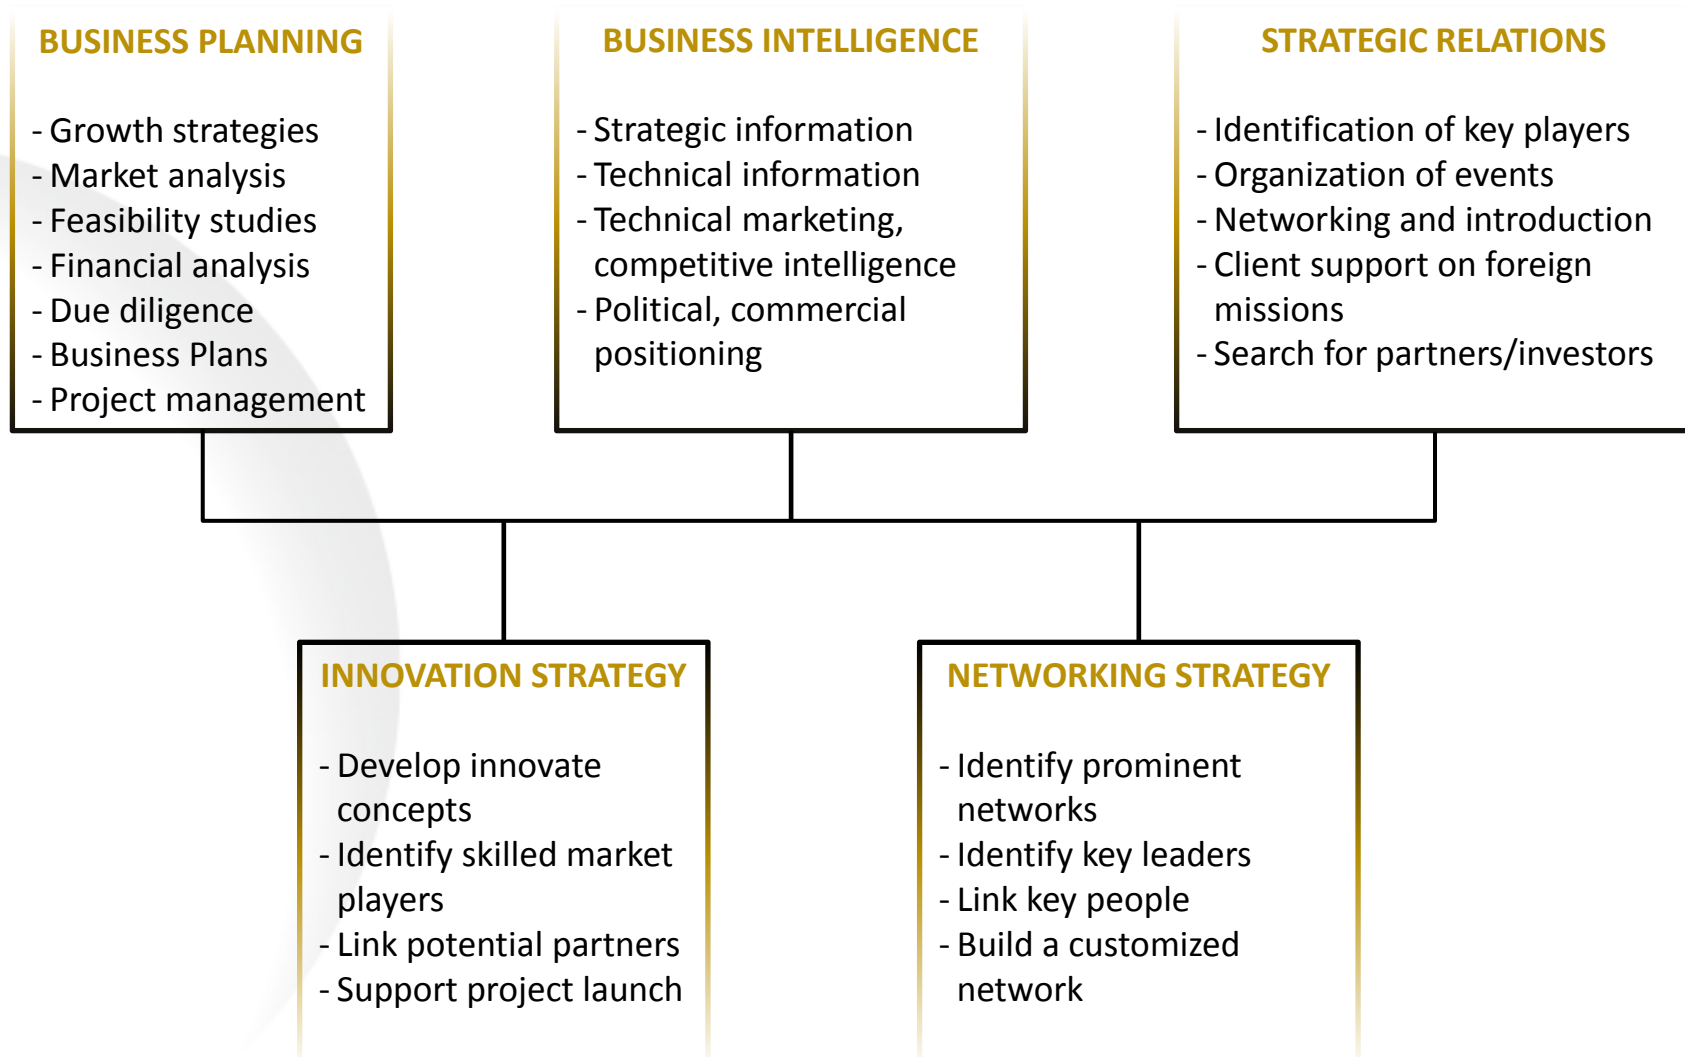 BUSINESS PLANNING
- Growth strategies
- Market analysis
- Feasibility studies
- Financial analysis
- Due diligence
- Business Plans
- Project management
BUSINESS INTELLIGENCE
- Strategic information
- Technical information
- Technical marketing,
competitive intelligence
- Political, commercial
positioning
STRATEGIC RELATIONS
- Identification of key players
- Organization of events
- Networking and introduction
- Client support on foreign
missions
- Search for partners/investors
INNOVATION STRATEGY
- Develop innovate
concepts
- Identify skilled market
players
- Link potential partners
- Support project launch
NETWORKING STRATEGY
- Identify prominent
networks
- Identify key leaders
- Link key people
- Build a customized
network